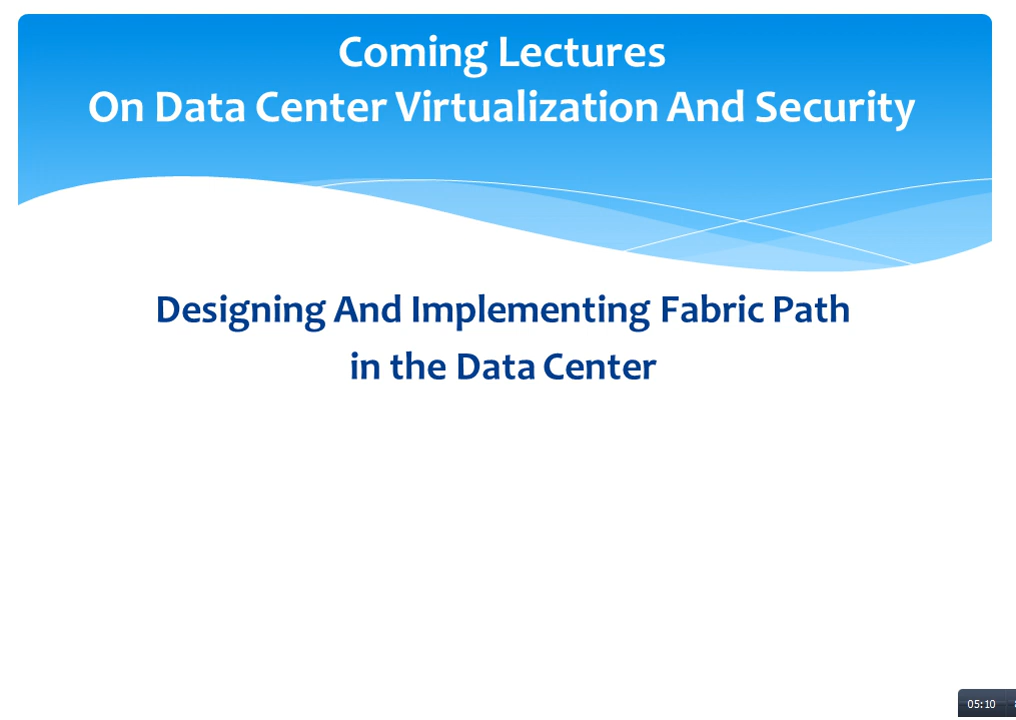 Coming Lectures
On Data Center Virtualization And Security
Designing And Implementing Fabric Path
in the Data Center
05:10